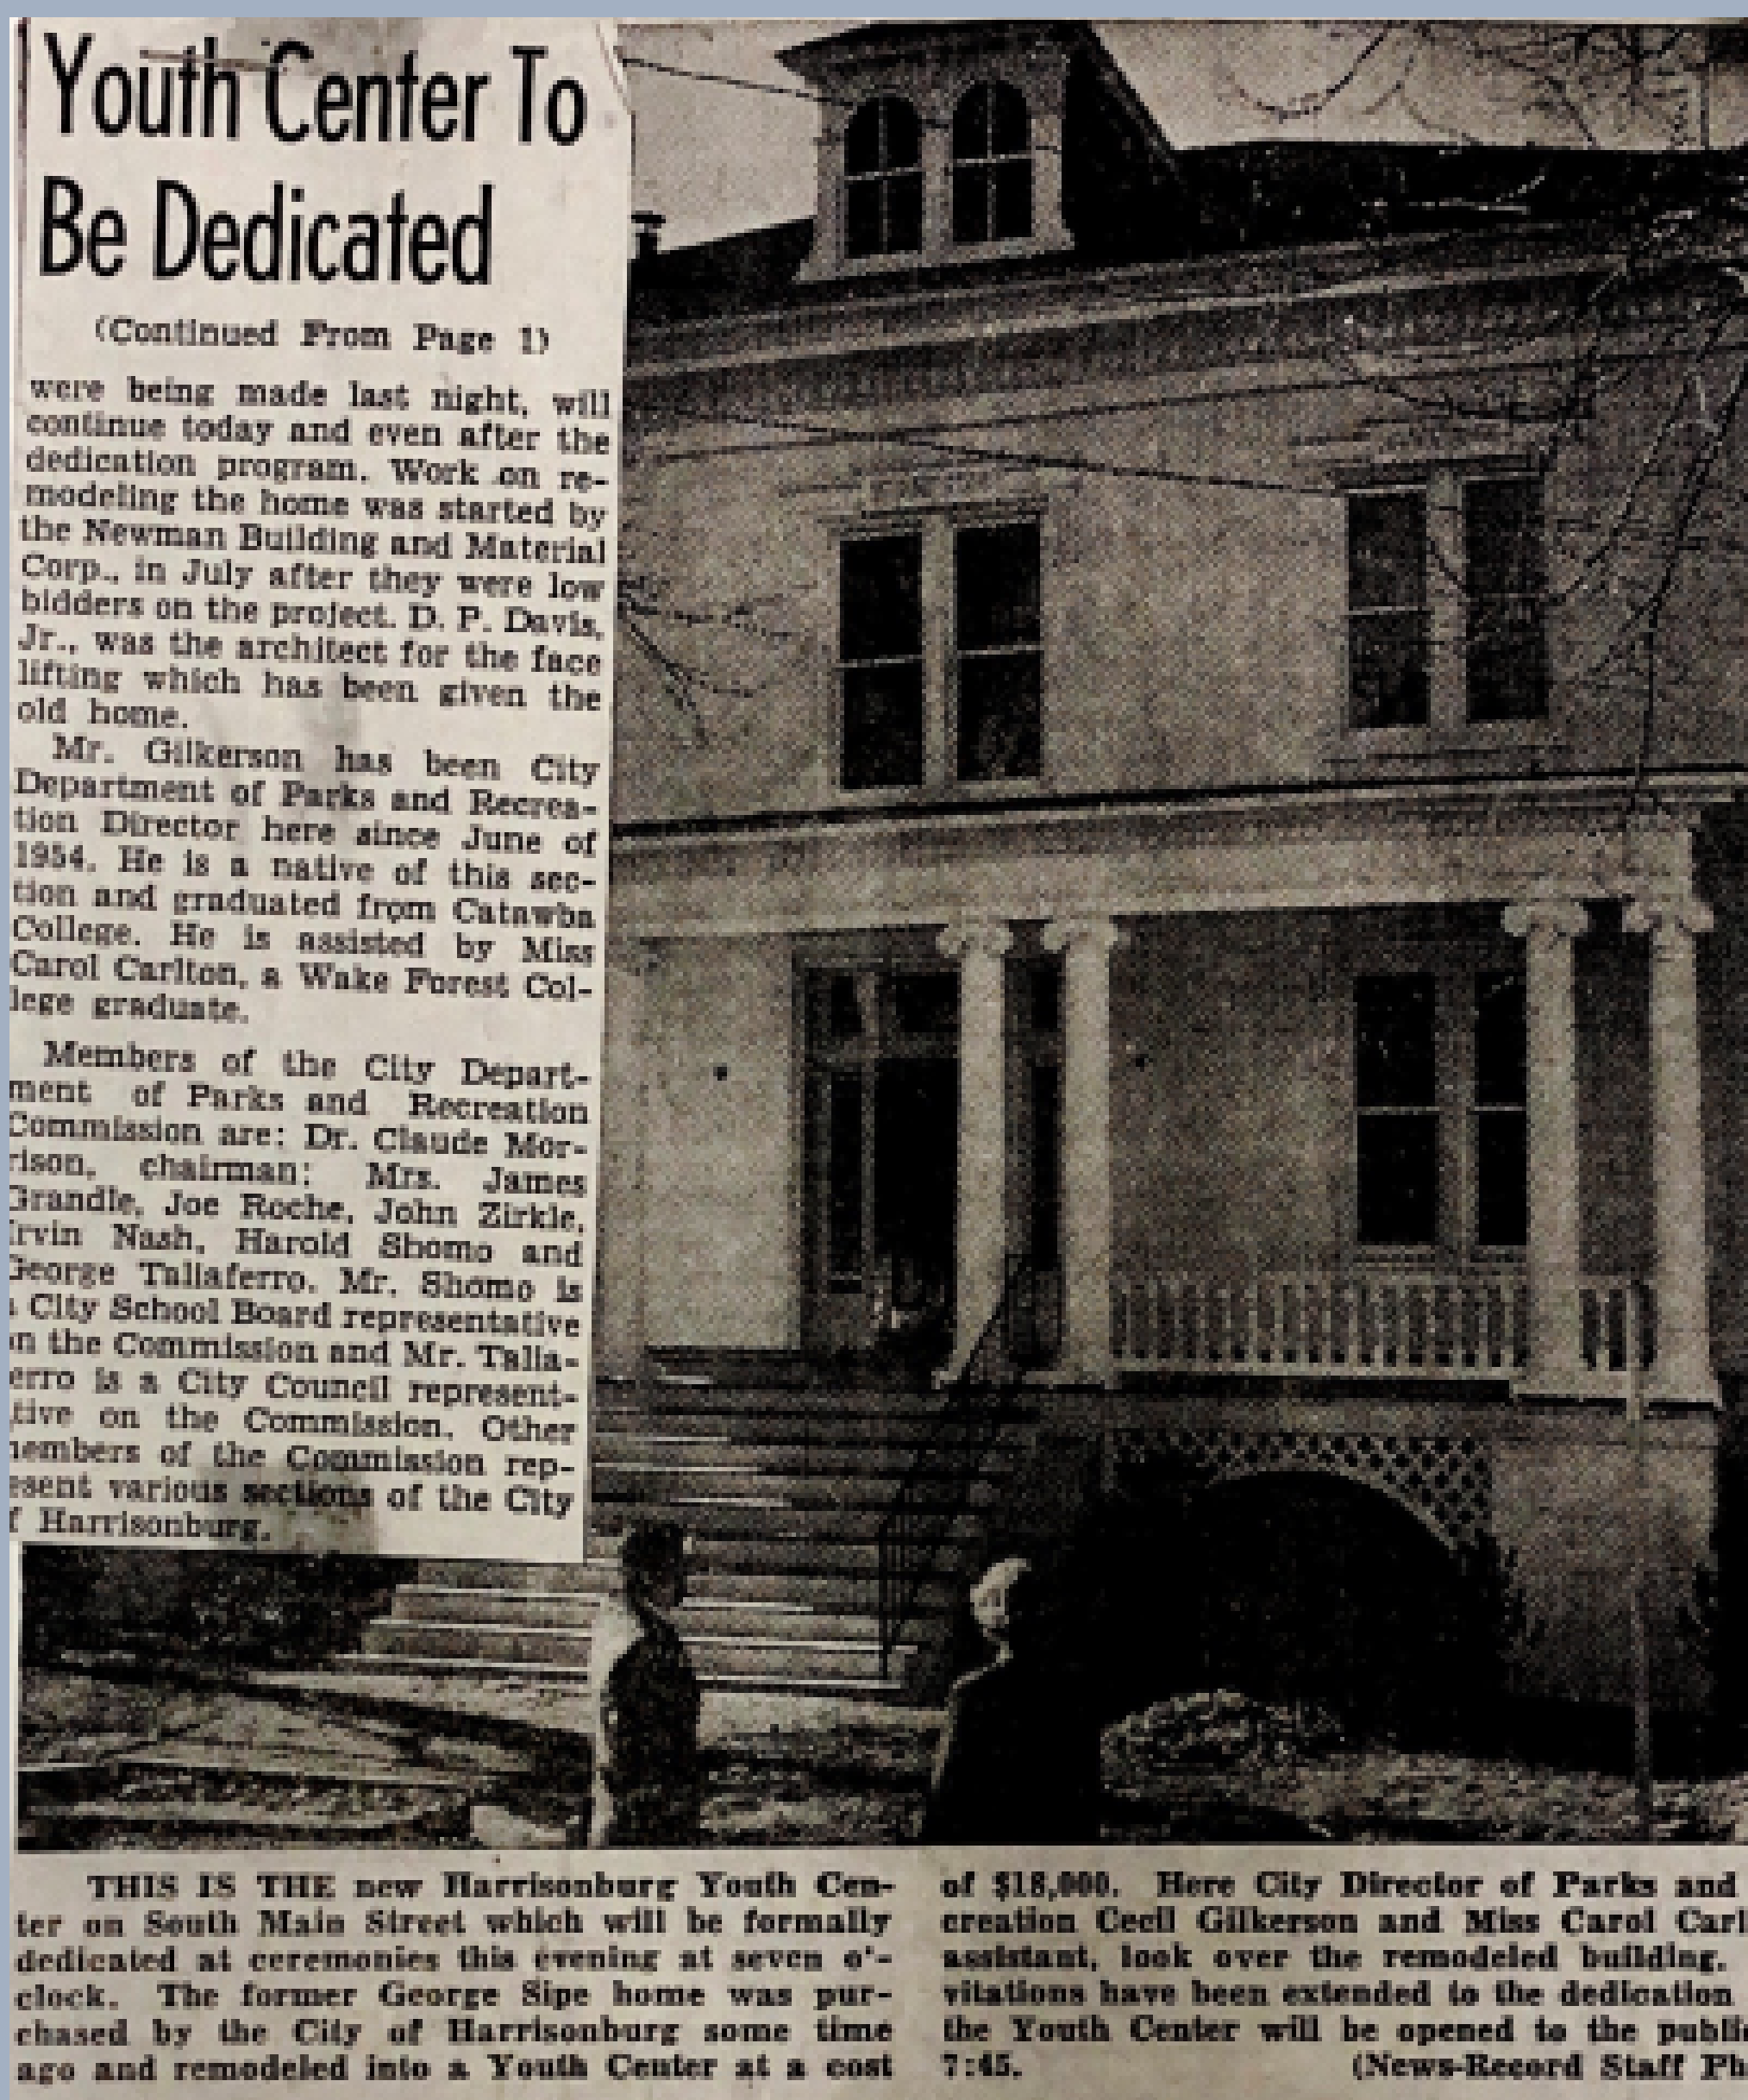 Youth Center To
Be Dedicated
(Continued From Page 1)
were being made last night, will
continue today and even after the
dedication program. Work on re-
modeling the home was started by
the Newman Building and Material
Corp., in July after they were low
bidders on the project. D. P. Davis,
Jr., was the architect for the face
lifting which has been given the
old home.
Mr. Gilkerson has been City
Department of Parks and Recrea-
tion Director here since June of
1954. He is a native of this sec-
tion and graduated from Catawba
College. He is assisted by Miss
Carol Carlton, a Wake Forest Col-
lege graduate.
Members of the City Depart-
ment of Parks and Recreation
Commission are: Dr. Claude Mor-
rison, chairman; Mrs. James
Grandle, Joe Roche, John Zirkle,
Irvin Nash, Harold Shomo and
George Taliaferro. Mr. Shomo is
a City School Board representative
n the Commission and Mr. Talia-
erro is a City Council represent-
tive on the Commission. Other
embers of the Commission rep-
esent various sections of the City
f Harrisonburg.
THIS IS THE new Harrisonburg Youth Cen-
ter on South Main Street which will be formally
dedicated at ceremonies this evening at seven o'-
clock. The former George Sipe home was pur-
chased by the City of Harrisonburg some time
ago and remodeled into a Youth Center at a cost
of $18,000. Here City Director of Parks and
creation Cecil Gilkerson and Miss Carol Carl
assistant, look over the remodeled building.
vitations have been extended to the dedication
the Youth Center will be opened to the publi
7:45. (News-Record Staff Ph